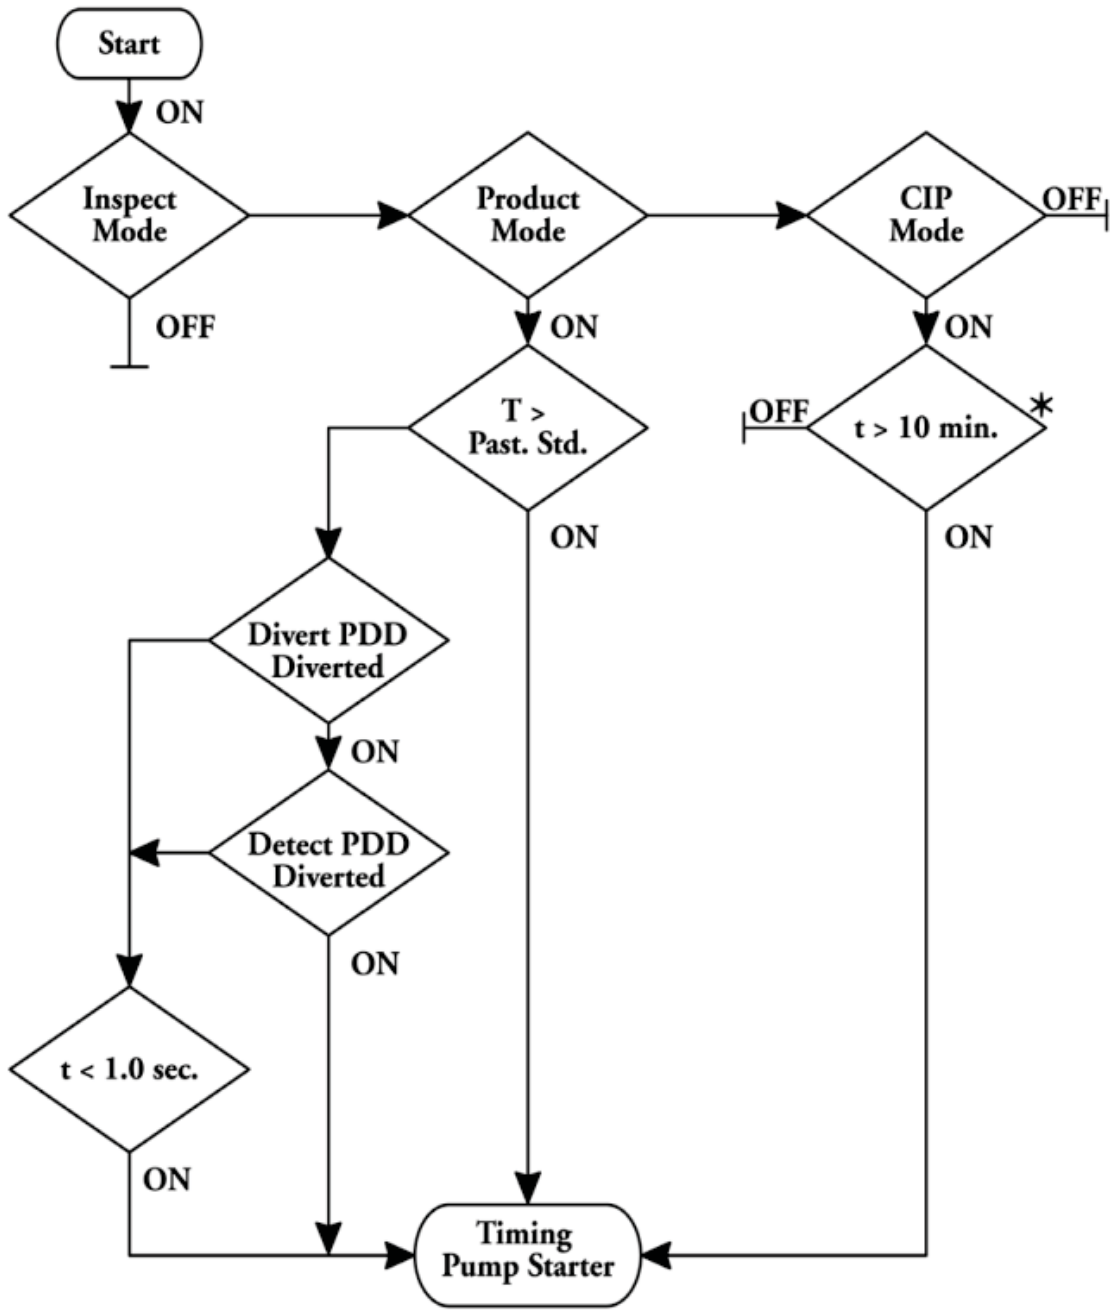 Start
ON
Inspect
Mode
OFF
Product
Mode
ON
CIP
Mode
OFF
ON
T >
Past. Std.
ON
OFF
t > 10 min.
*
ON
Divert PDD
Diverted
ON
Detect PDD
Diverted
ON
t < 1.0 sec.
ON
Timing
Pump Starter